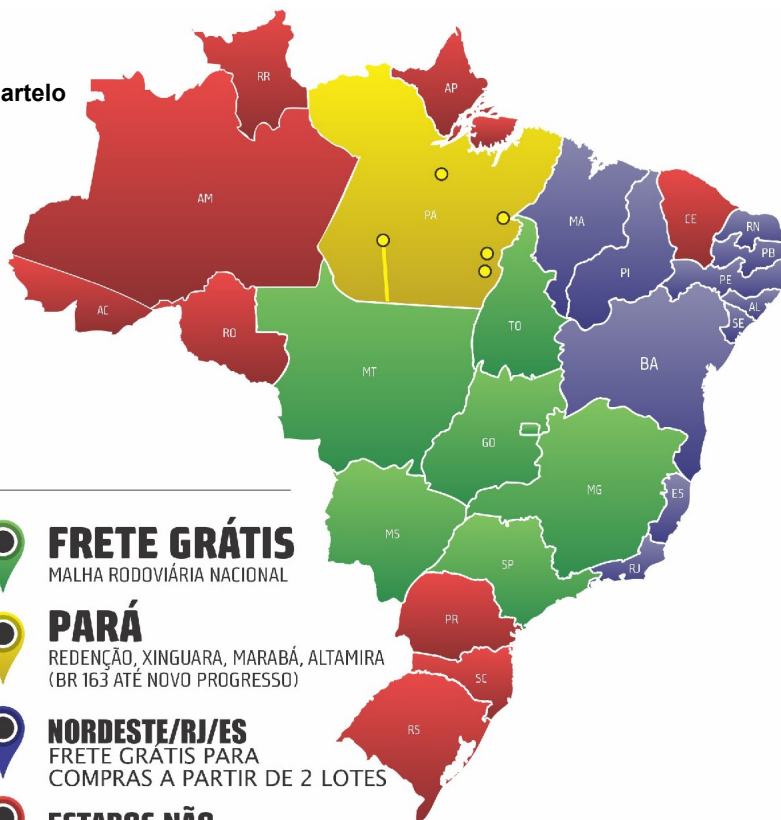 artelo
RR
AP
AM
PA
MA
CE
RN
PB
PI
PE
AL
SE
AC
RO
TO
BA
MT
GO
MG
ES
MS
SP
RJ
PR
SC
RS
FRETE GRÁTIS
MALHA RODOVIÁRIA NACIONAL
PARÁ
REDENÇÃO, XINGUARA, MARABÁ, ALTAMIRA
(BR 163 ATÉ NOVO PROGRESSO)
NORDESTE/RJ/ES
FRETE GRÁTIS PARA
COMPRAS A PARTIR DE 2 LOTES
ESTADOS NÃO